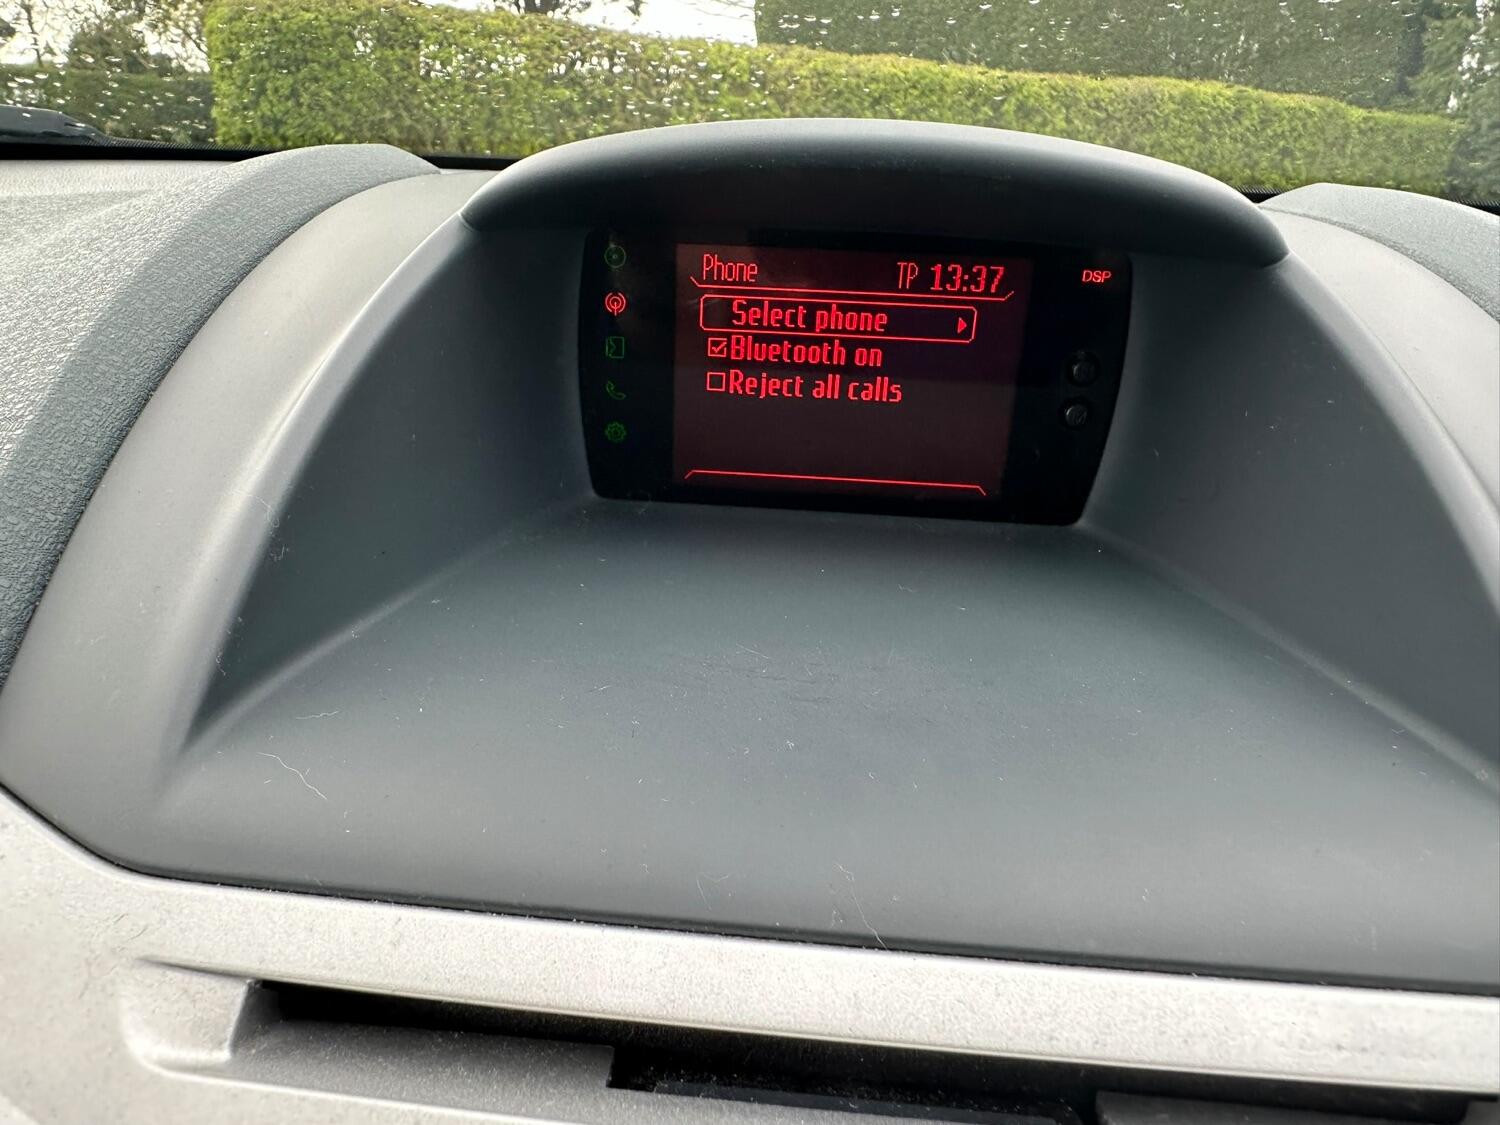 Phone TP 13:37
DSP
Select phone
Bluetooth on
Reject all calls